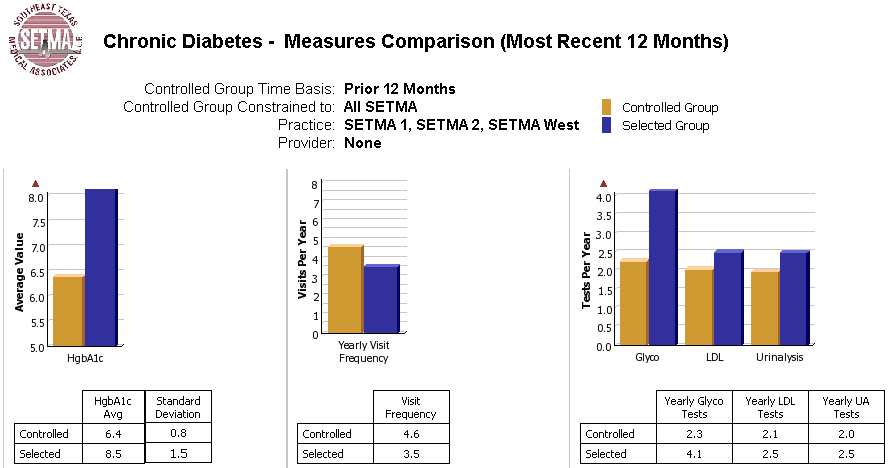 SOUTHEAST TEXAS
SETMA
MEDICAL ASSOCIATES, L.L.P.
Chronic Diabetes - Measures Comparison (Most Recent 12 Months)
Controlled Group Time Basis: Prior 12 Months
Controlled Group Constrained to: All SETMA
Practice: SETMA 1, SETMA 2, SETMA West
Provider: None
Controlled Group
Selected Group
Average Value
8.0
7.5
7.0
6.5
6.0
5.5
5.0
HgbA1c
Visits Per Year
8
7
6
5
4
3
2
1
0
Yearly Visit
Frequency
Tests Per Year
4.0
3.5
3.0
2.5
2.0
1.5
1.0
0.5
0.0
Glyco LDL Urinalysis
HgbA1c Avg Standard Deviation
Controlled 6.4 0.8
Selected 8.5 1.5
Visit Frequency
Controlled 4.6
Selected 3.5
Yearly Glyco Tests Yearly LDL Tests Yearly UA Tests
Controlled 2.3 2.1 2.0
Selected 4.1 2.5 2.5